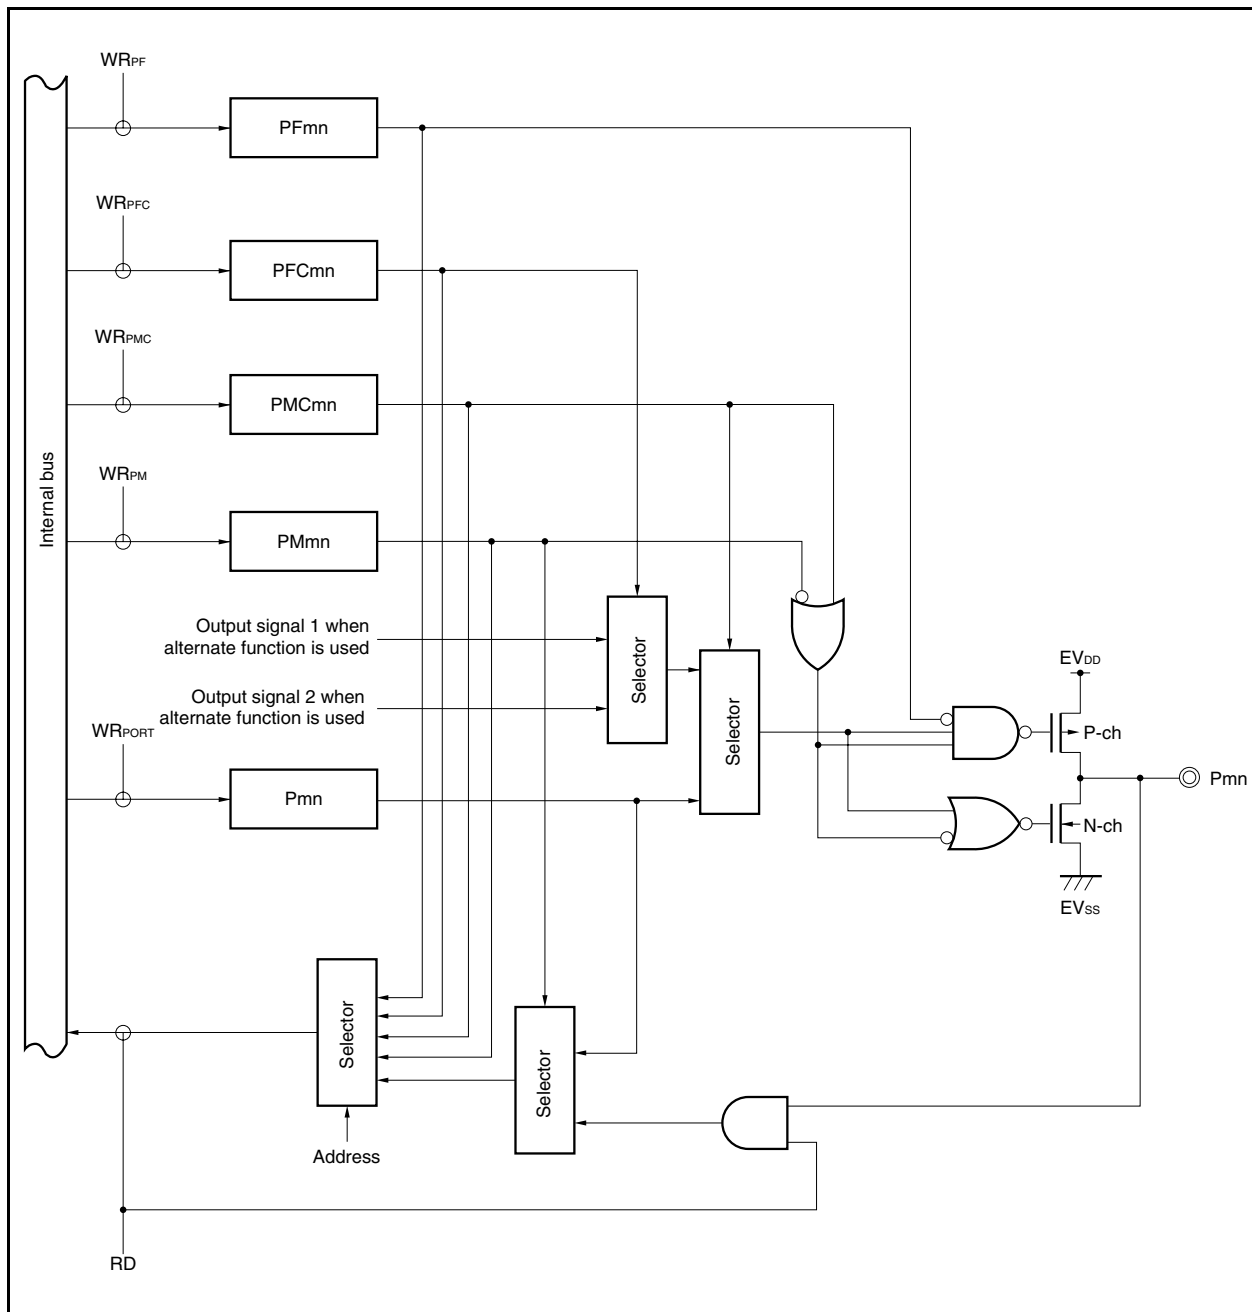 WRPF
PFmn
WRPFC
PFCmn
WRPMC
PMCmn
WRPM
PMmn
Internal bus
Output signal 1 when
alternate function is used
Output signal 2 when
alternate function is used
Selector
Selector
WRPORT
Pmn
EVDD
P-ch
Pmn
N-ch
EVSS
Selector
Selector
Address
RD